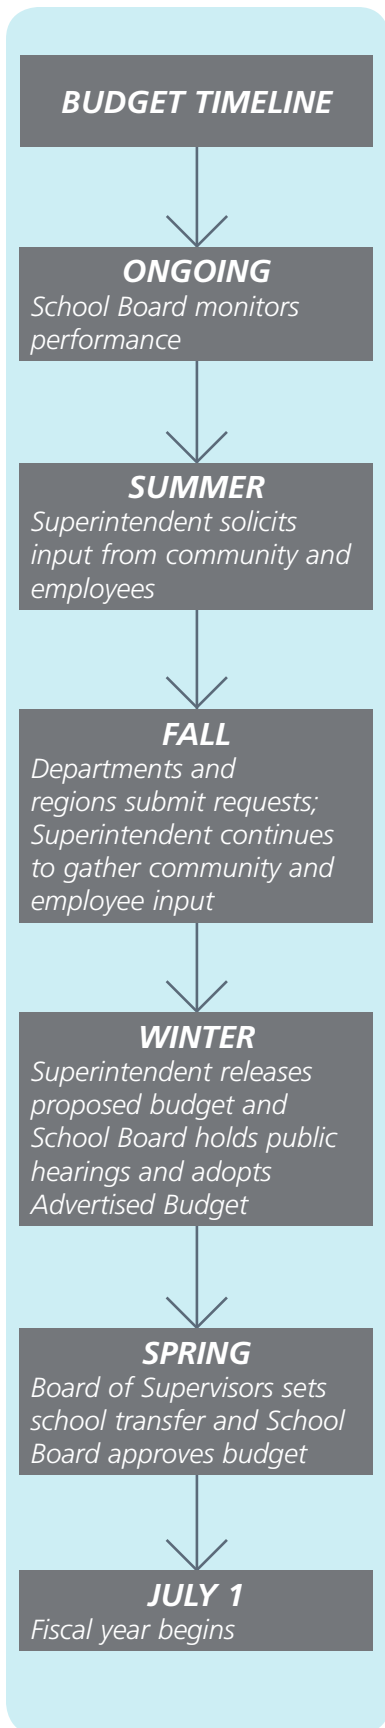 BUDGET TIMELINE
ONGOING
School Board monitors
performance
SUMMER
Superintendent solicits
input from community and
employees
FALL
Departments and
regions submit requests;
Superintendent continues
to gather community and
employee input
WINTER
Superintendent releases
proposed budget and
School Board holds public
hearings and adopts
Advertised Budget
SPRING
Board of Supervisors sets
school transfer and School
Board approves budget
JULY 1
Fiscal year begins